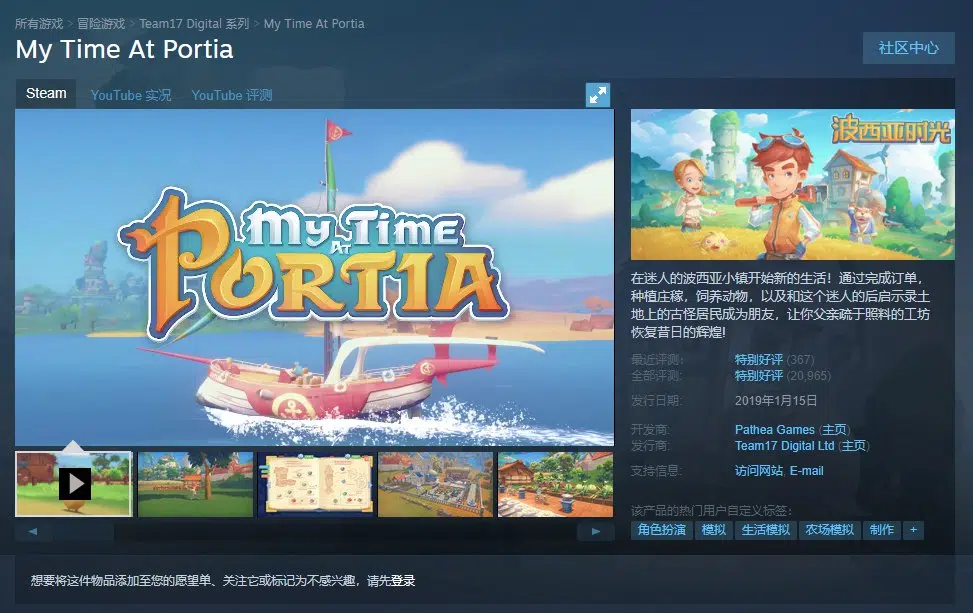 所有游戏 > 冒险游戏 > Team17 Digital 系列 > My Time At Portia
My Time At Portia
社区中心
Steam
YouTube 实况
YouTube 评测
My Time
AT
PORTIA
波西亚时光
在迷人的波西亚小镇开始新的生活！通过完成订单，
种植庄稼，饲养动物，以及和这个迷人的后启示录土
地上的古怪居民成为朋友，让你父亲疏于照料的工坊
恢复昔日的辉煌!
最近评测： 特别好评 (367)
全部评测： 特别好评 (20,965)
发行日期： 2019年1月15日
开发商： Pathea Games (主页)
发行商： Team17 Digital Ltd (主页)
支持信息： 访问网站, E-mail
该产品的热门用户自定义标签：
角色扮演 模拟 生活模拟 农场模拟 制作 +
想要将这件物品添加至您的愿望单、关注它或标记为不感兴趣，请先登录